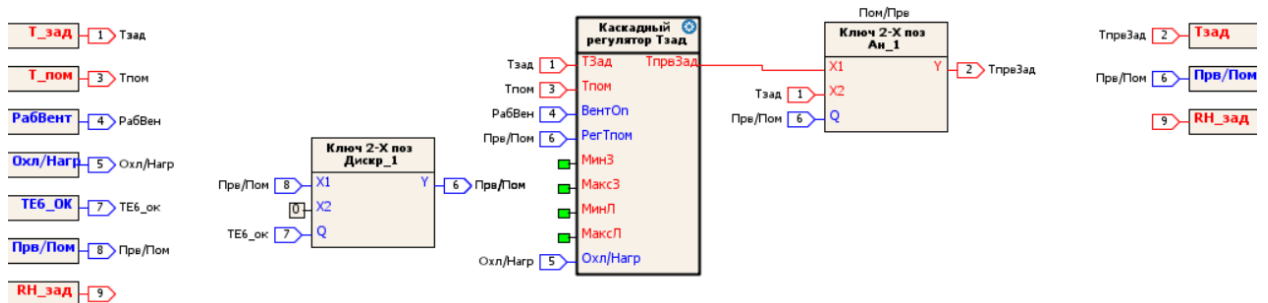 Т_зад 1 Тзад
Т_пом 3 Тпом
РабВент 4 РабВен
Охл/Нагр 5 Охл/Нагр
ТЕ6_ОК 7 ТЕ6_ок
Прв/Пом 8 Прв/Пом
RH_зад 9
Ключ 2-Х поз
Дискр_1
Прв/Пом 8 X1 Y 6 Прв/Пом
0 X2
ТЕ6_ок 7 Q
Каскадный
регулятор Тзад
Тзад 1 ТЗад ТпрвЗад
Тпом 3 Тпом
РабВен 4 ВентОn
Прв/Пом 6 РегТпом
МинЗ
МаксЗ
МинЛ
МаксЛ
Охл/Нагр 5 Охл/Нагр
Пом/Прв
Ключ 2-Х поз
Ан_1
X1 Y 2 ТпрвЗад
Тзад 1 X2
Прв/Пом 6 Q
ТпрвЗад 2 Тзад
Прв/Пом 6 Прв/Пом
9 RH_зад